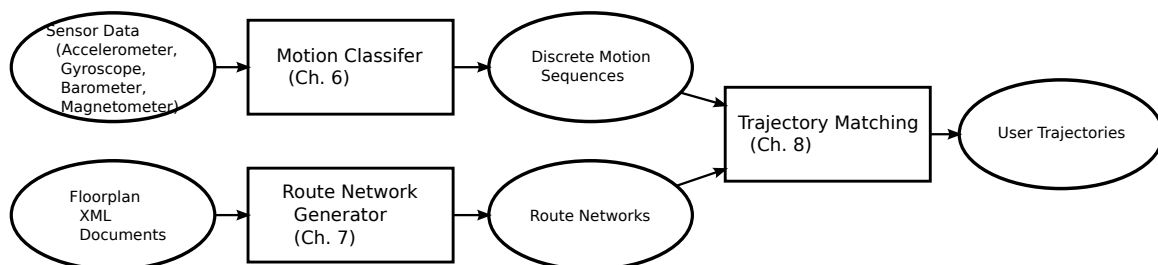 Sensor Data
(Accelerometer,
Gyroscope,
Barometer,
Magnetometer)
Motion Classifer
(Ch. 6)
Discrete Motion
Sequences
Trajectory Matching
(Ch. 8)
User Trajectories
Floorplan
XML
Documents
Route Network
Generator
(Ch. 7)
Route Networks